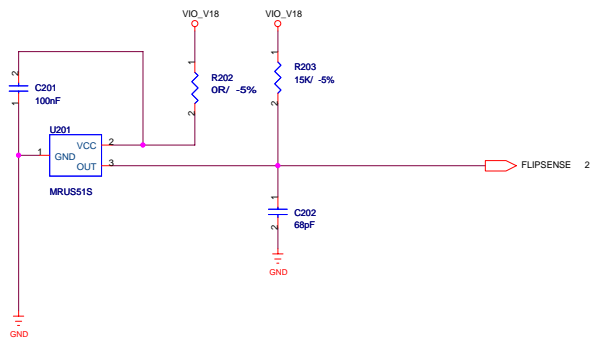 VIO_V18 VIO_V18
1 1
R203
15K/ -5%
R202
0R/ -5%
2 2
2
C201
100nF
1
U201
VCC 2
1 GND
OUT 3
MRUS51S
FLIPSENSE 2
1
C202
68pF
2
GND
GND